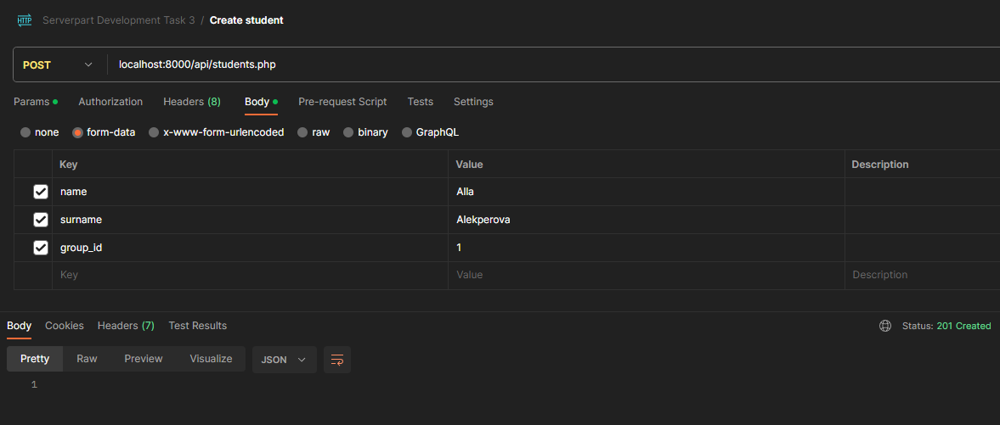 HTTP Serverpart Development Task 3 / Create student
POST localhost:8000/api/students.php
Params Authorization Headers (8) Body Pre-request Script Tests Settings
none form-data x-www-form-urlencoded raw binary GraphQL
Key Value Description
name Alla
surname Alekperova
group_id 1
Key Value Description
Body Cookies Headers (7) Test Results Status: 201 Created
Pretty Raw Preview Visualize JSON
1